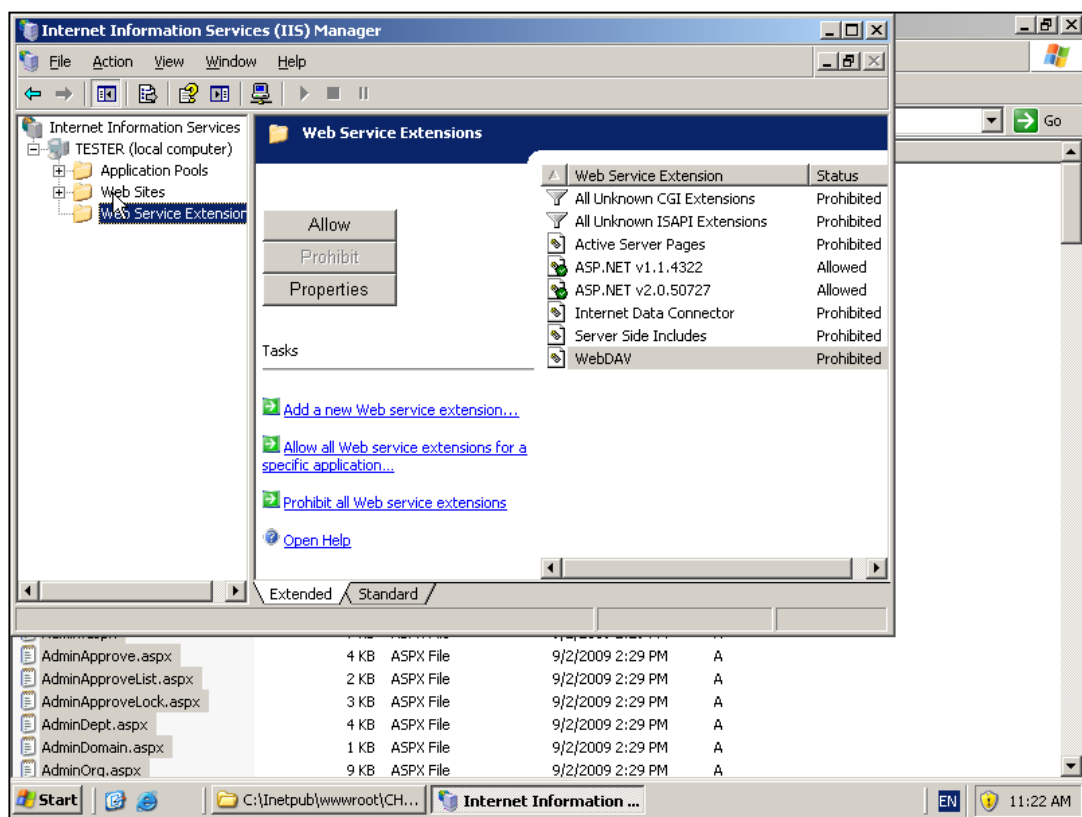 Internet Information Services (IIS) Manager
File Action View Window Help
Internet Information Services
TESTER (local computer)
Application Pools
Web Sites
Web Service Extension
Web Service Extensions
Allow
Prohibit
Properties
Tasks
Add a new Web service extension...
Allow all Web service extensions for a
specific application...
Prohibit all Web service extensions
Open Help
Web Service Extension Status
All Unknown CGI Extensions Prohibited
All Unknown ISAPI Extensions Prohibited
Active Server Pages Prohibited
ASP.NET v1.1.4322 Allowed
ASP.NET v2.0.50727 Allowed
Internet Data Connector Prohibited
Server Side Includes Prohibited
WebDAV Prohibited
Extended Standard
Go
AdminApprove.aspx 4 KB ASPX File 9/2/2009 2:29 PM A
AdminApproveList.aspx 2 KB ASPX File 9/2/2009 2:29 PM A
AdminApproveLock.aspx 3 KB ASPX File 9/2/2009 2:29 PM A
AdminDept.aspx 4 KB ASPX File 9/2/2009 2:29 PM A
AdminDomain.aspx 1 KB ASPX File 9/2/2009 2:29 PM A
AdminOrg.aspx 9 KB ASPX File 9/2/2009 2:29 PM A
Start C:\Inetpub\wwwroot\CH... Internet Information ... EN 11:22 AM